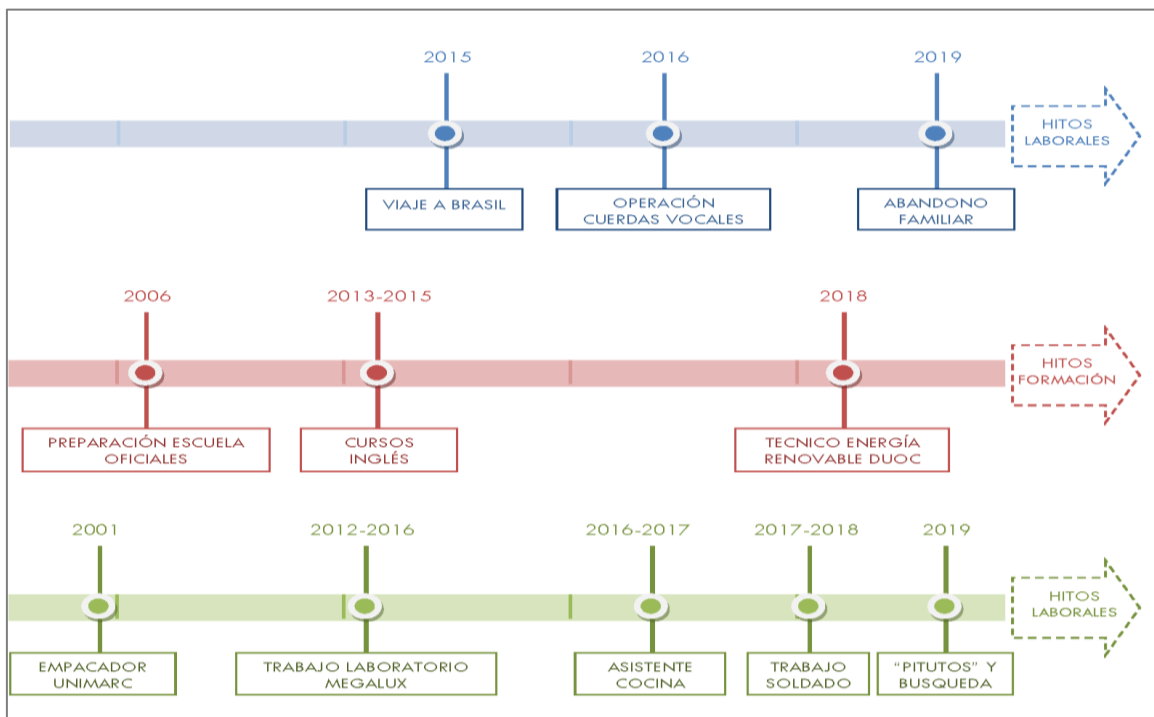 2015
2016
2019
HITOS
LABORALES
VIAJE A BRASIL
OPERACIÓN
CUERDAS VOCALES
ABANDONO
FAMILIAR
2006
2013-2015
2018
HITOS
FORMACIÓN
PREPARACIÓN ESCUELA
OFICIALES
CURSOS
INGLÉS
TECNICO ENERGÍA
RENOVABLE DUOC
2001
2012-2016
2016-2017
2017-2018
2019
HITOS
LABORALES
EMPACADOR
UNIMARC
TRABAJO LABORATORIO
MEGALUX
ASISTENTE
COCINA
TRABAJO
SOLDADO
"PITUTOS" Y
BUSQUEDA